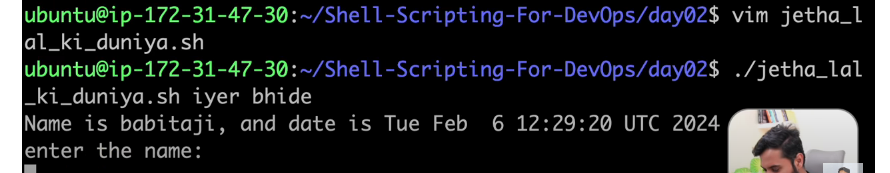 ubuntu@ip-172-31-47-30:~/Shell-Scripting-For-DevOps/day02$ vim jetha_l
al_ki_duniya.sh
ubuntu@ip-172-31-47-30:~/Shell-Scripting-For-DevOps/day02$ ./jetha_lal
_ki_duniya.sh iyer bhide
Name is babitaji, and date is Tue Feb  6 12:29:20 UTC 2024
enter the name: